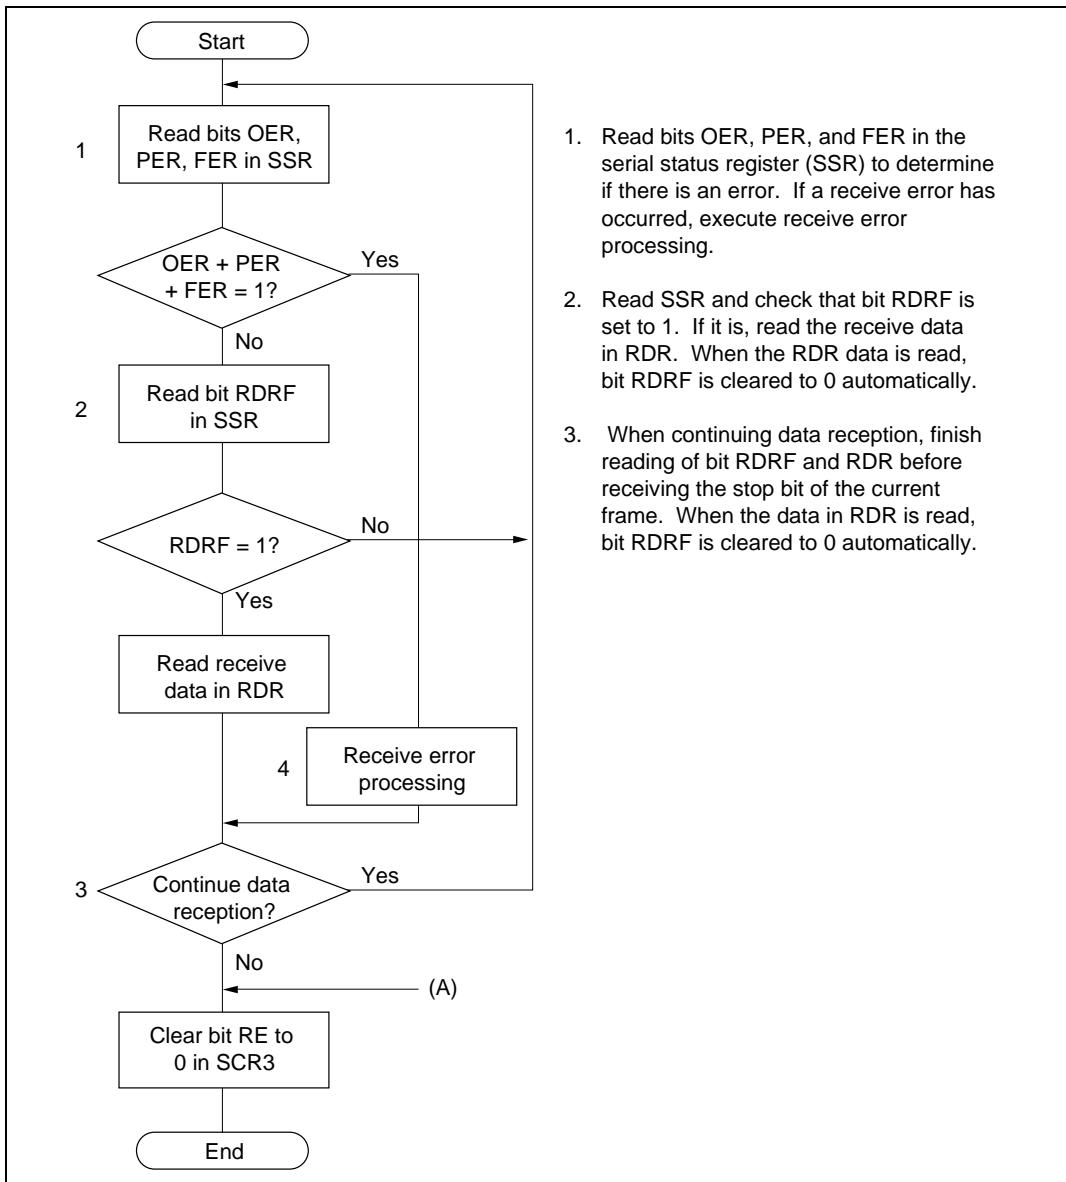 Start
1
Read bits OER,
PER, FER in SSR
OER + PER
+ FER = 1?
Yes
No
2
Read bit RDRF
in SSR
RDRF = 1?
No
Yes
Read receive
data in RDR
4
Receive error
processing
3
Continue data
reception?
Yes
No
(A)
Clear bit RE to
0 in SCR3
End
1. Read bits OER, PER, and FER in the
serial status register (SSR) to determine
if there is an error. If a receive error has
occurred, execute receive error
processing.
2. Read SSR and check that bit RDRF is
set to 1. If it is, read the receive data
in RDR. When the RDR data is read,
bit RDRF is cleared to 0 automatically.
3. When continuing data reception, finish
reading of bit RDRF and RDR before
receiving the stop bit of the current
frame. When the data in RDR is read,
bit RDRF is cleared to 0 automatically.